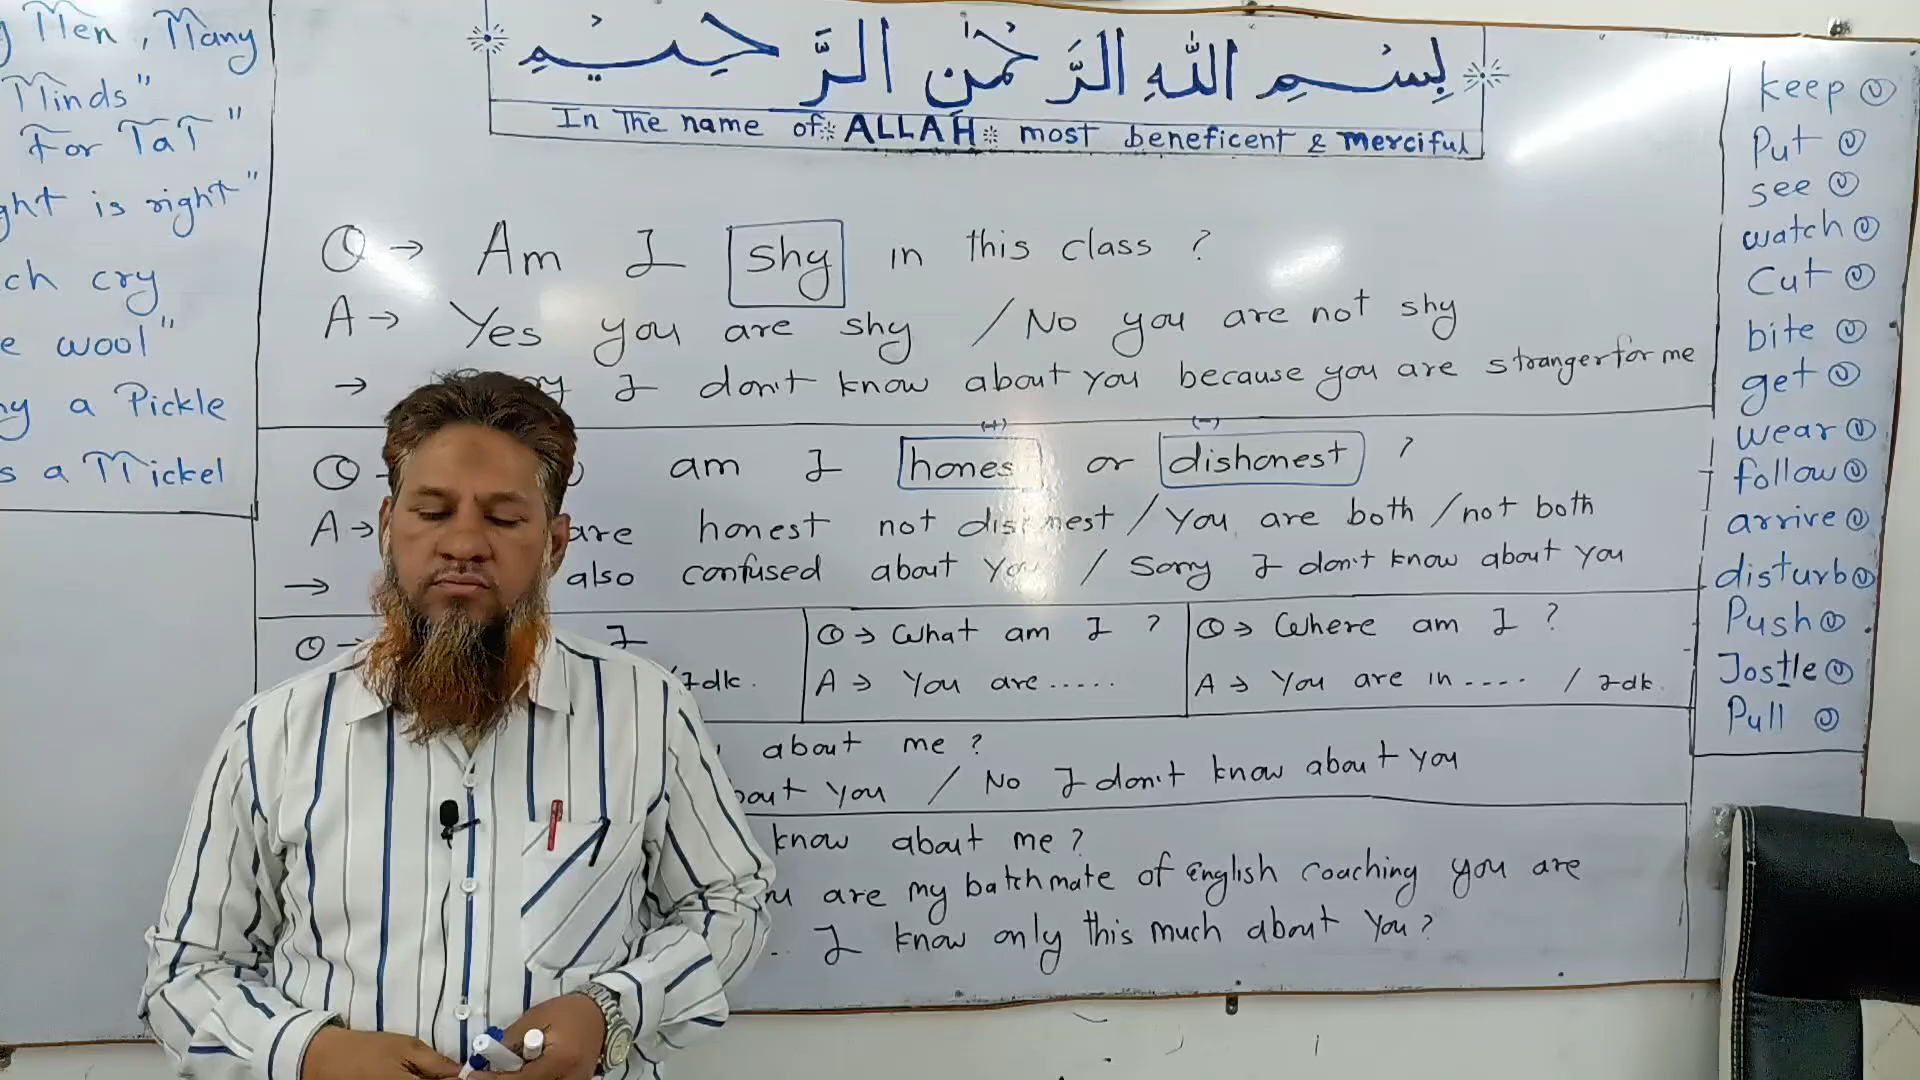 Men, Many
Minds"
For TaT"
ght is right"
ch cry
e wool"
ny a Pickle
s a Mickel
بِسْمِ اللّٰهِ الرَّحْمٰنِ الرَّحِيْمِ
In The name of ALLAH most beneficent & merciful
Q → Am I shy in this class ?
A → Yes you are shy / No you are not shy
→ I don't know about you because you are stranger for me
(+) (-)
Q am I hones or dishonest ?
A → are honest not dishonest / You are both / not both
→ also confused about you / Sorry I don't know about you
Q → I
/ Idk.
Q → What am I ?
A → You are .....
Q → Where am I ?
A → You are in .... / Idk.
about me ?
bout you / No I don't know about you
know about me ?
u are my batchmate of English coaching you are
.. I know only this much about you ?
keep Ⓥ
Put Ⓥ
see Ⓥ
watch Ⓥ
Cut Ⓥ
bite Ⓥ
get Ⓥ
wear Ⓥ
follow Ⓥ
arrive Ⓥ
disturb Ⓥ
Push Ⓥ
Jostle Ⓥ
Pull Ⓥ